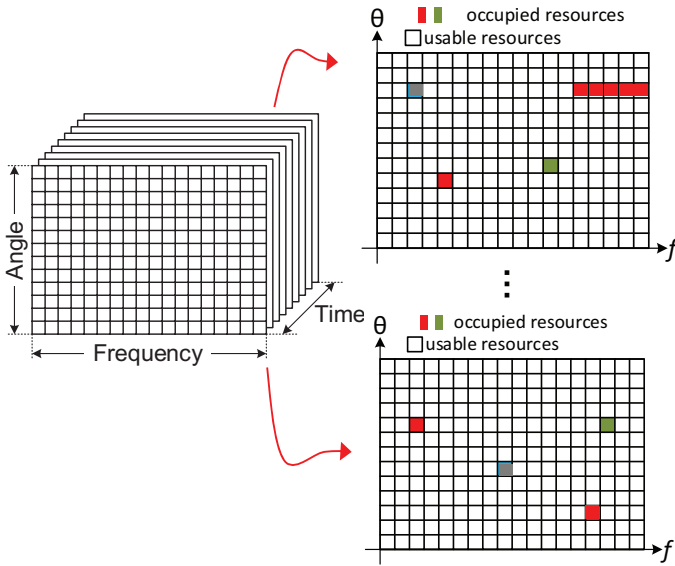 θ
occupied resources
usable resources
f
Angle
Time
Frequency
θ
occupied resources
usable resources
f